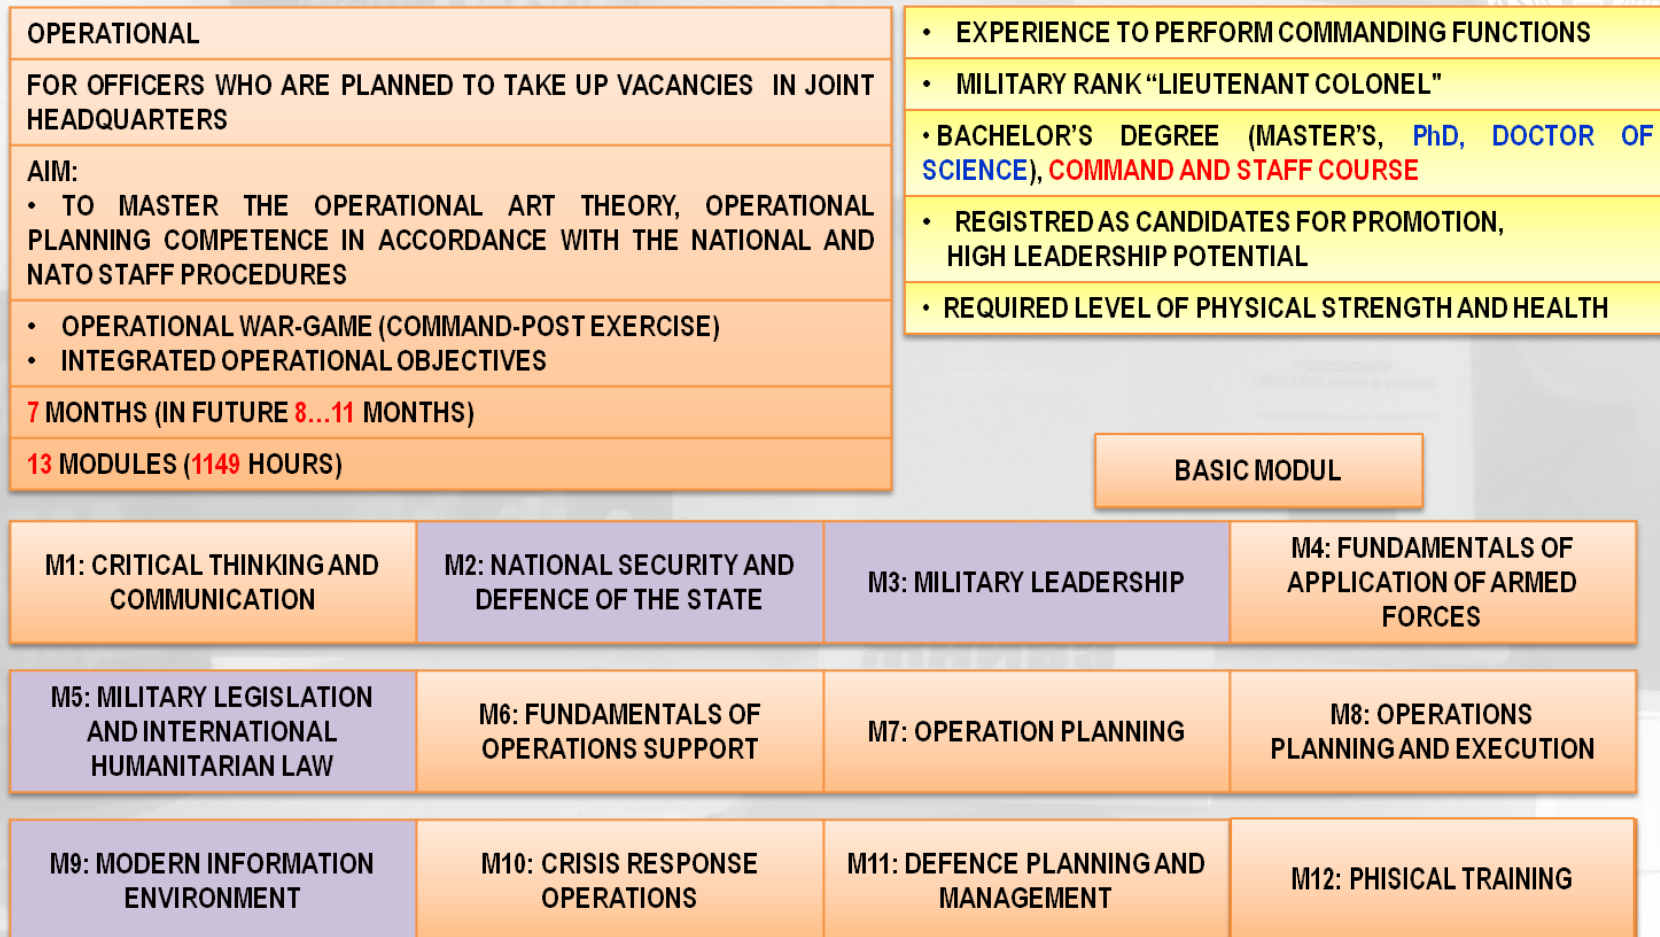 OPERATIONAL
FOR OFFICERS WHO ARE PLANNED TO TAKE UP VACANCIES IN JOINT
HEADQUARTERS
AIM:
• TO MASTER THE OPERATIONAL ART THEORY, OPERATIONAL
PLANNING COMPETENCE IN ACCORDANCE WITH THE NATIONAL AND
NATO STAFF PROCEDURES
• OPERATIONAL WAR-GAME (COMMAND-POST EXERCISE)
• INTEGRATED OPERATIONAL OBJECTIVES
7 MONTHS (IN FUTURE 8...11 MONTHS)
13 MODULES (1149 HOURS)
• EXPERIENCE TO PERFORM COMMANDING FUNCTIONS
• MILITARY RANK “LIEUTENANT COLONEL"
• BACHELOR’S DEGREE (MASTER’S, PhD, DOCTOR OF
SCIENCE), COMMAND AND STAFF COURSE
• REGISTRED AS CANDIDATES FOR PROMOTION,
HIGH LEADERSHIP POTENTIAL
• REQUIRED LEVEL OF PHYSICAL STRENGTH AND HEALTH
BASIC MODUL
M1: CRITICAL THINKING AND
COMMUNICATION
M2: NATIONAL SECURITY AND
DEFENCE OF THE STATE
M3: MILITARY LEADERSHIP
M4: FUNDAMENTALS OF
APPLICATION OF ARMED
FORCES
M5: MILITARY LEGISLATION
AND INTERNATIONAL
HUMANITARIAN LAW
M6: FUNDAMENTALS OF
OPERATIONS SUPPORT
M7: OPERATION PLANNING
M8: OPERATIONS
PLANNING AND EXECUTION
M9: MODERN INFORMATION
ENVIRONMENT
M10: CRISIS RESPONSE
OPERATIONS
M11: DEFENCE PLANNING AND
MANAGEMENT
M12: PHISICAL TRAINING